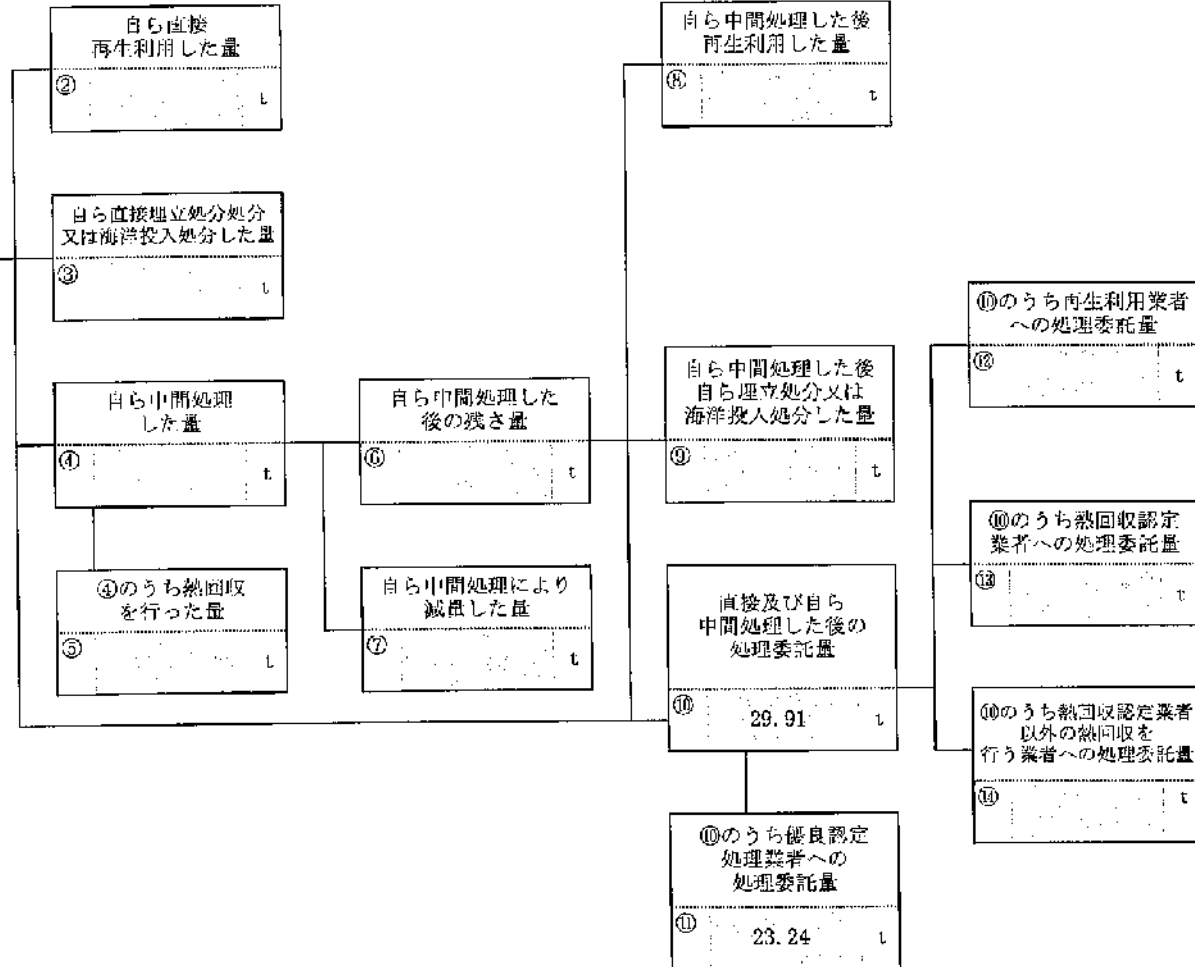 自ら直接
再生利用した量
② t
自ら直接埋立処分処分
又は海洋投入処分した量
③ t
自ら中間処理
した量
④ t
④のうち熱回収
を行った量
⑤ t
自ら中間処理した
後の残さ量
⑥ t
自ら中間処理により
減量した量
⑦ t
自ら中間処理した後
再生利用した量
⑧ t
自ら中間処理した後
自ら埋立処分又は
海洋投入処分した量
⑨ t
直接及び自ら
中間処理した後の
処理委託量
⑩ 29.91 t
⑩のうち優良認定
処理業者への
処理委託量
⑪ 23.24 t
⑩のうち再生利用業者
への処理委託量
⑫ t
⑩のうち熱回収認定
業者への処理委託量
⑬ t
⑩のうち熱回収認定業者
以外の熱回収を
行う業者への処理委託量
⑭ t